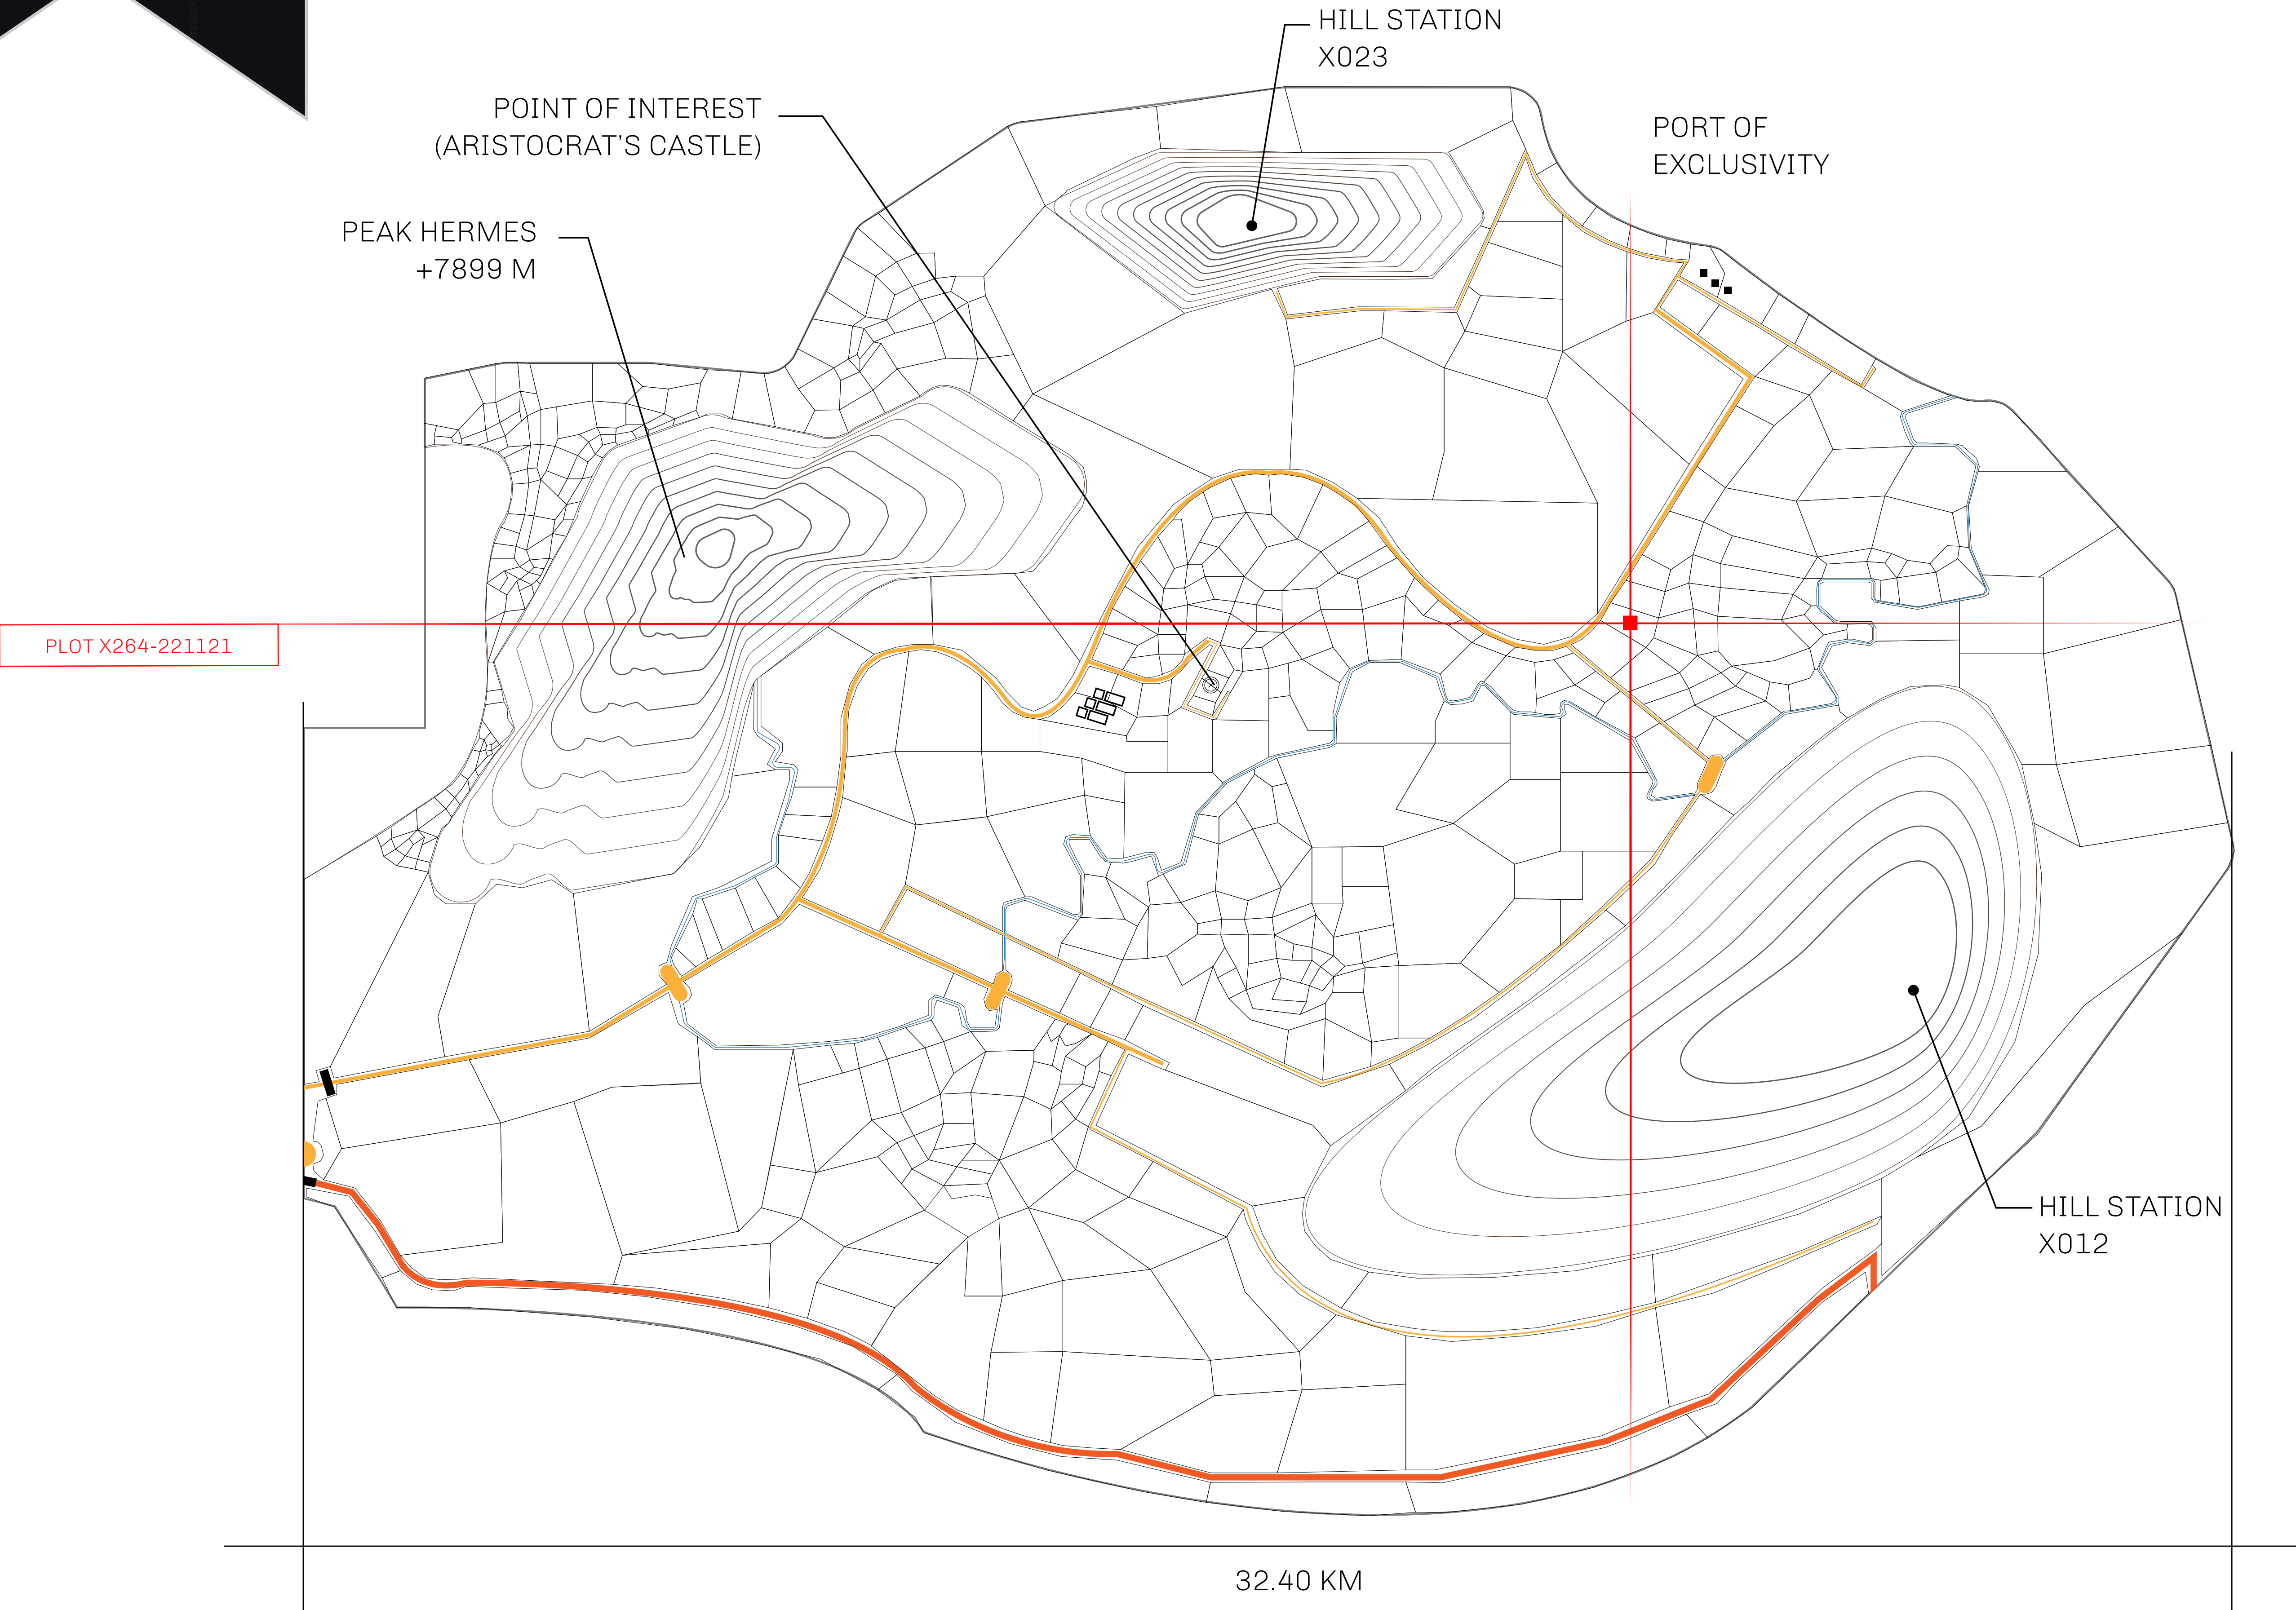 HILL STATION
X023
POINT OF INTEREST
(ARISTOCRAT'S CASTLE)
PORT OF
EXCLUSIVITY
PEAK HERMES
+7899 M
PLOT X264-221121
HILL STATION
X012
32.40 KM